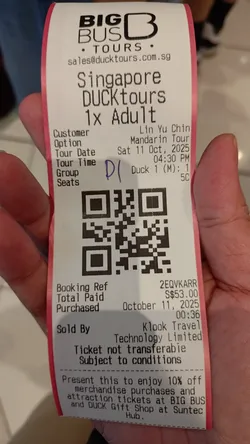 BIG
BUS
• TOURS •
sales@ducktours.com.sg
Singapore
DUCKtours
1x Adult
Customer Lin Yu Chin
Option Mandarin Tour
Tour Date Sat 11 Oct, 2025
Tour Time 04:30 PM
Group D1 Duck 1 (M): 1
Seats 5C
Booking Ref 2EQVKARR
Total Paid S$53.00
Purchased October 11, 2025
00:36
Sold By Klook Travel
Technology Limited
Ticket not transferable
Subject to conditions
Present this to enjoy 10% off
merchandise purchases and
attraction tickets at BIG BUS
and DUCK Gift Shop at Suntec
Hub.